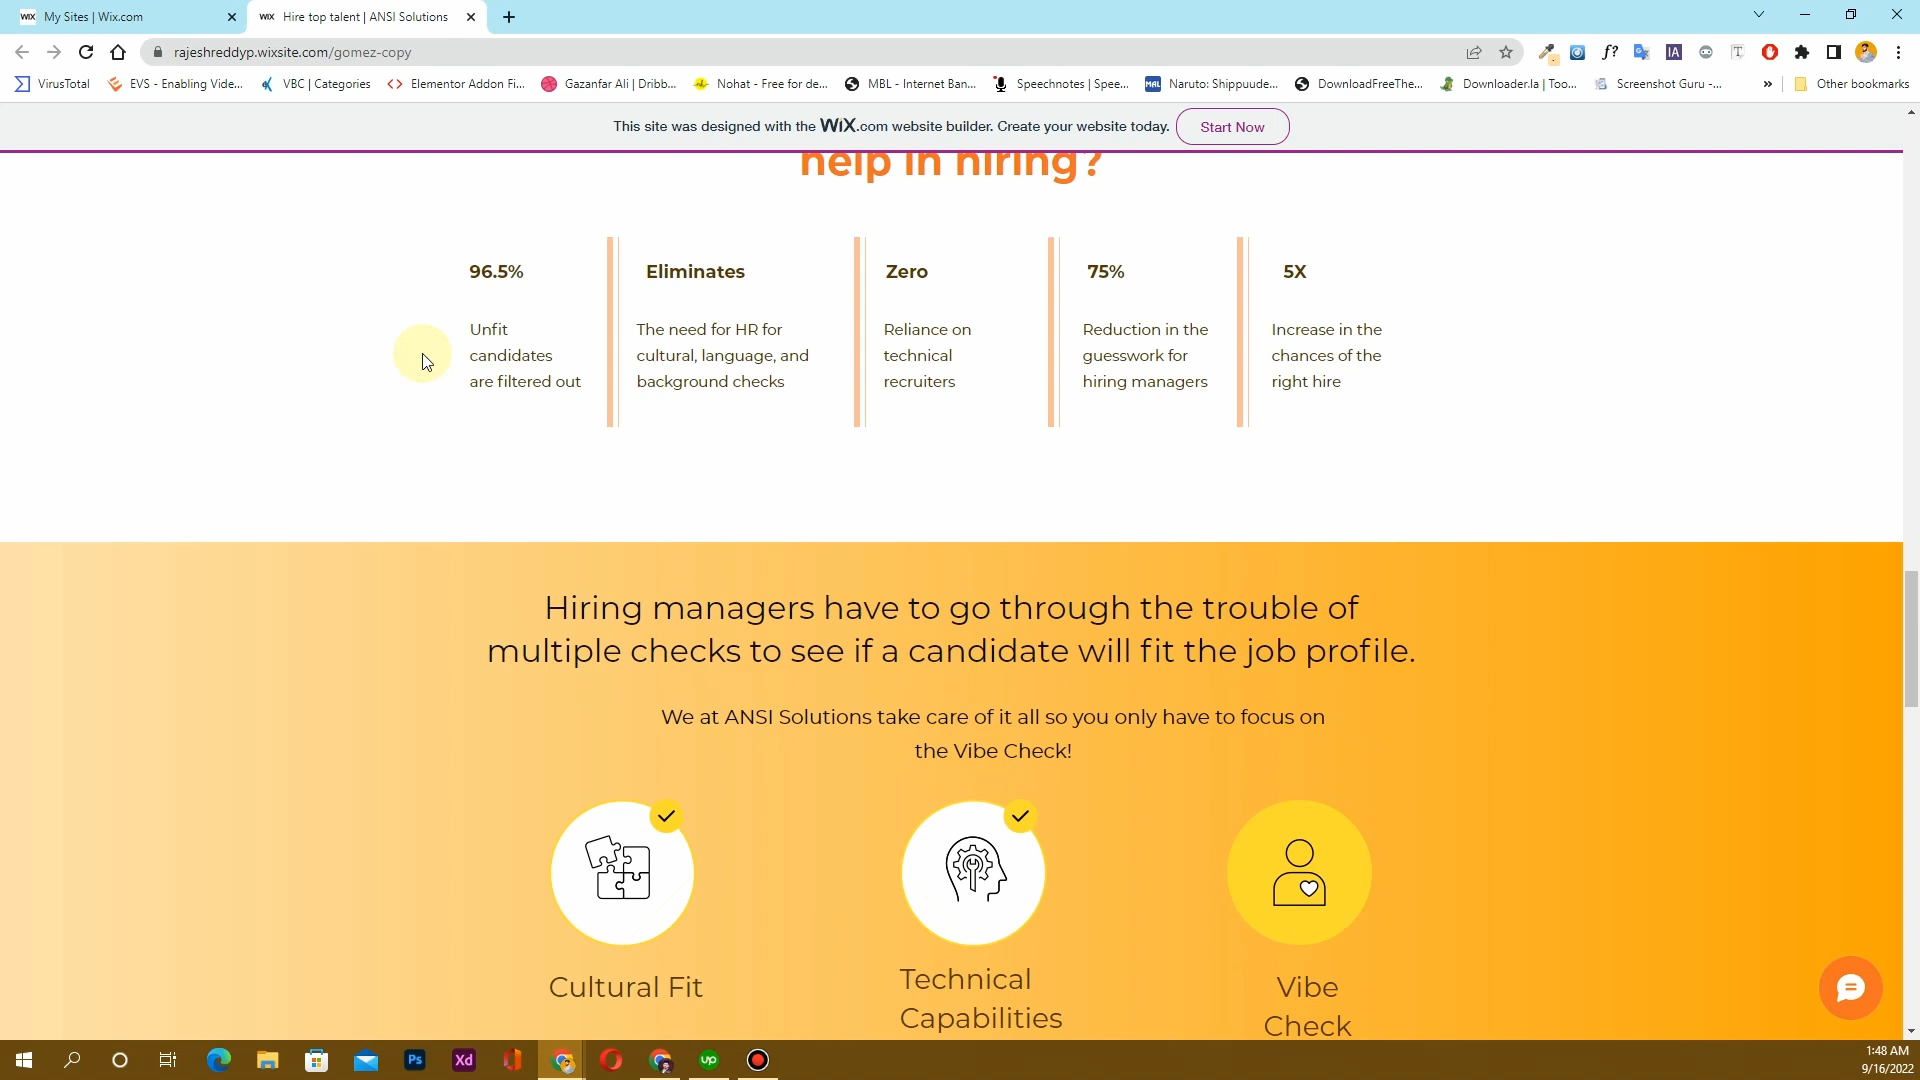 My Sites | Wix.com
Hire top talent | ANSI Solutions
rajeshreddyp.wixsite.com/gomez-copy
VirusTotal
EVS - Enabling Vide...
VBC | Categories
Elementor Addon Fi...
Gazanfar Ali | Dribb...
Nohat - Free for de...
MBL - Internet Ban...
Speechnotes | Spee...
Naruto: Shippuude...
DownloadFreeThe...
Downloader.la | Too...
Screenshot Guru -...
»
Other bookmarks
This site was designed with the WiX.com website builder. Create your website today.
Start Now
help in hiring?
96.5%
Unfit
candidates
are filtered out
Eliminates
The need for HR for
cultural, language, and
background checks
Zero
Reliance on
technical
recruiters
75%
Reduction in the
guesswork for
hiring managers
5X
Increase in the
chances of the
right hire
Hiring managers have to go through the trouble of
multiple checks to see if a candidate will fit the job profile.
We at ANSI Solutions take care of it all so you only have to focus on
the Vibe Check!
Cultural Fit
Technical
Capabilities
Vibe
Check
Ps
Xd
up
1:48 AM
9/16/2022